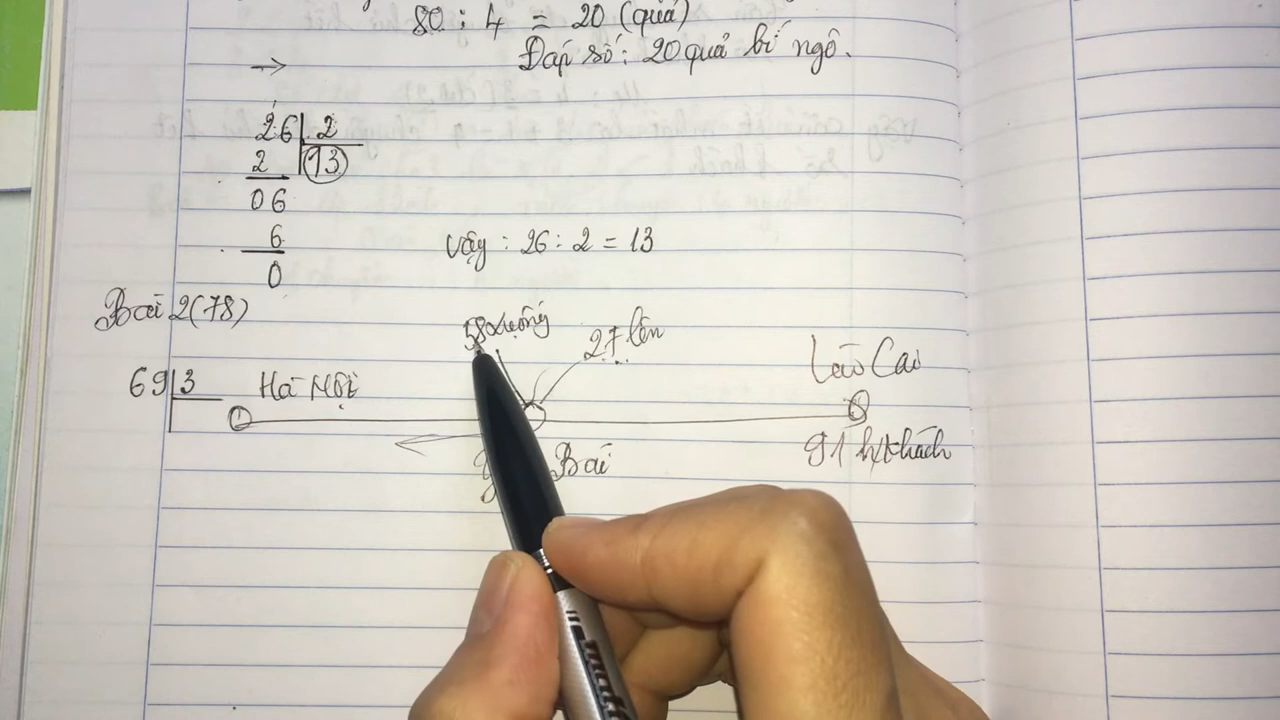 80 : 4 = 20 (quả)
Đáp số: 20 quả bí ngô.
26 2
2 13
06
6
0
Vậy : 26 : 2 = 13
Bài 2 (78)
58 xuống
27 lên
Lào Cai
69 3
Hà Nội
Bái
91 h/khách